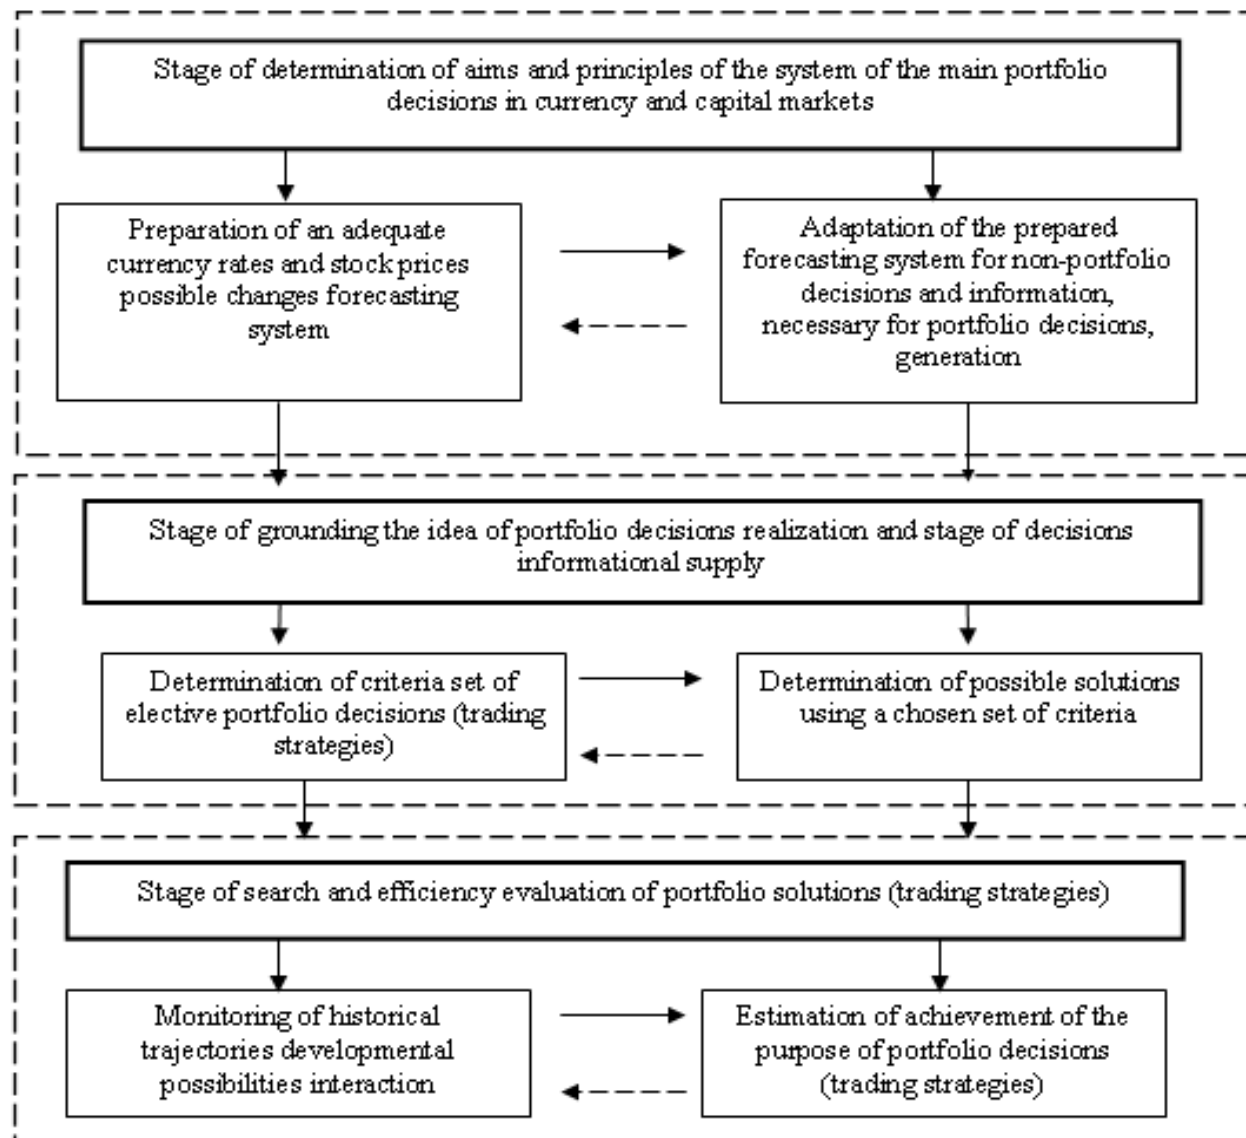 Stage of determination of aims and principles of the system of the main portfolio
decisions in currency and capital markets
Preparation of an adequate
currency rates and stock prices
possible changes forecasting
system
Adaptation of the prepared
forecasting system for non-portfolio
decisions and information,
necessary for portfolio decisions,
generation
Stage of grounding the idea of portfolio decisions realization and stage of decisions
informational supply
Determination of criteria set of
elective portfolio decisions (trading
strategies)
Determination of possible solutions
using a chosen set of criteria
Stage of search and efficiency evaluation of portfolio solutions (trading strategies)
Monitoring of historical
trajectories developmental
possibilities interaction
Estimation of achievement of the
purpose of portfolio decisions
(trading strategies)